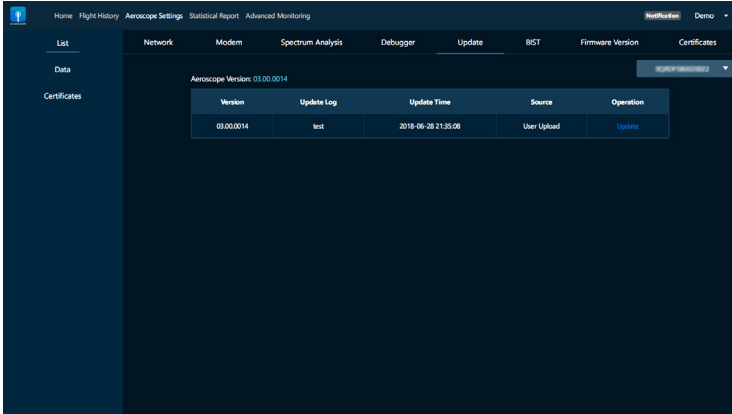 Home Flight History Aeroscope Settings Statistical Report Advanced Monitoring Notification Demo
List
Data
Certificates
Network Modem Spectrum Analysis Debugger Update BIST Firmware Version Certificates
Aeroscope Version: 03.00.0014
Version Update Log Update Time Source Operation
03.00.0014 test 2018-06-28 21:35:08 User Upload Update